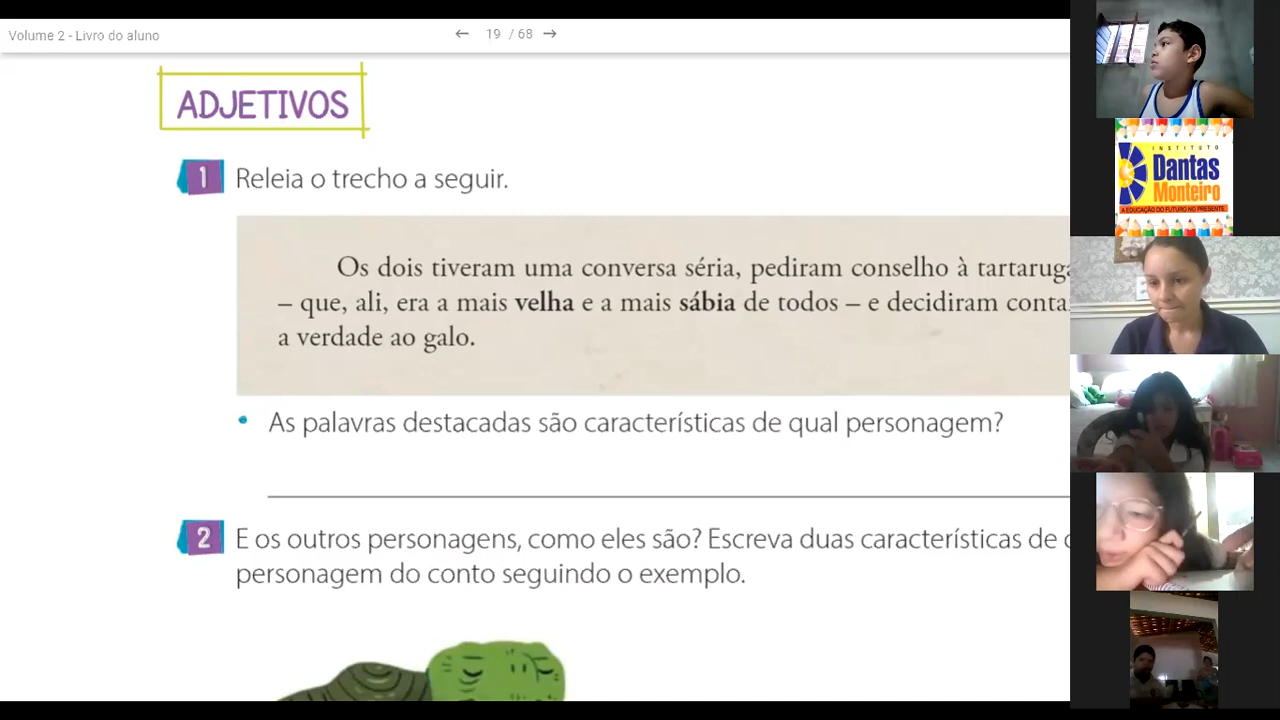 Volume 2 - Livro do aluno
← 19 / 68 →
ADJETIVOS
1 Releia o trecho a seguir.
Os dois tiveram uma conversa séria, pediram conselho à tartaruga
– que, ali, era a mais velha e a mais sábia de todos – e decidiram conta
a verdade ao galo.
• As palavras destacadas são características de qual personagem?
2 E os outros personagens, como eles são? Escreva duas características de
personagem do conto seguindo o exemplo.
INSTITUTO
Dantas
Monteiro
A EDUCAÇÃO DO FUTURO NO PRESENTE